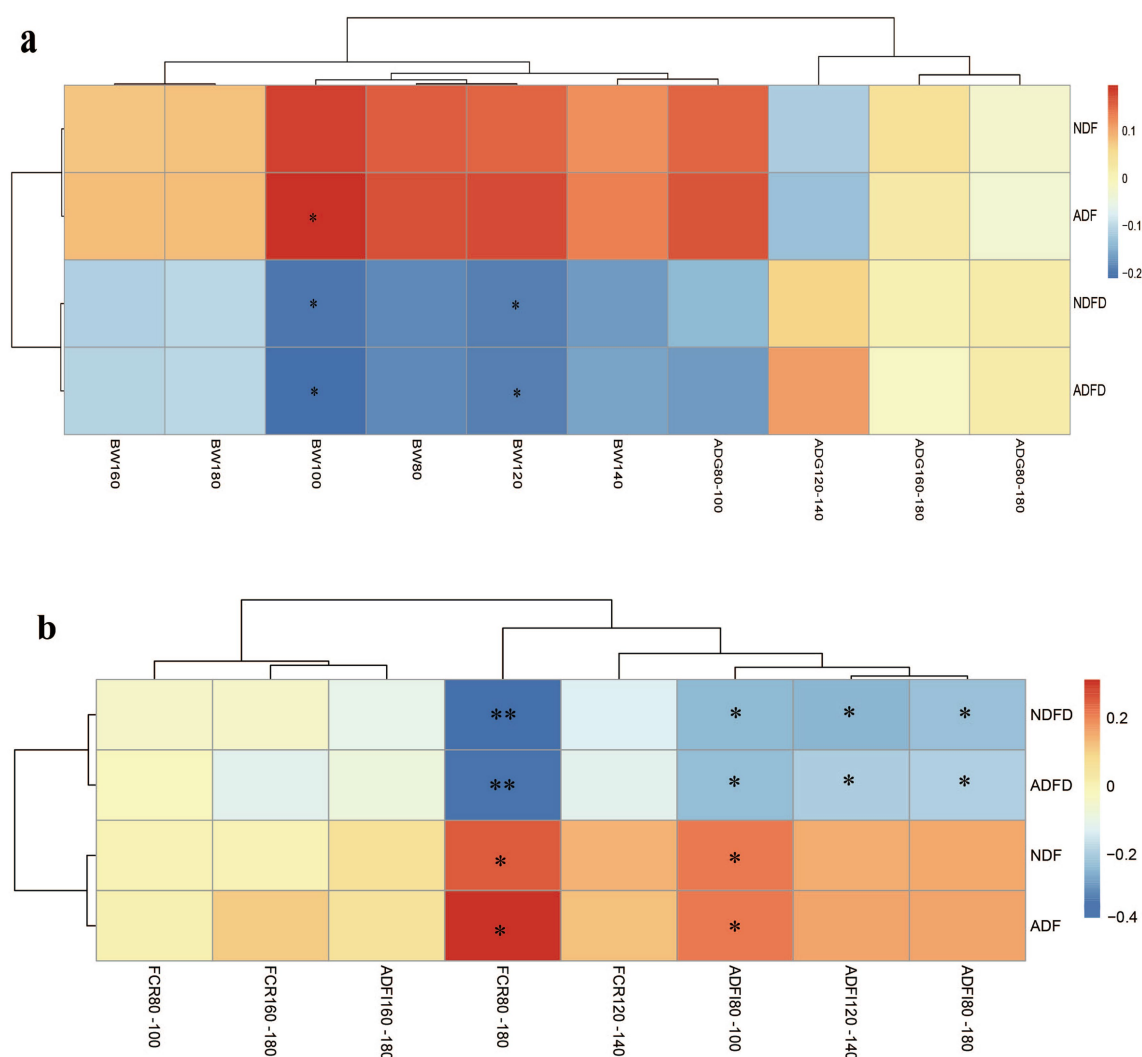 a
0.1
0
-0.1
-0.2
NDF
ADF
*
NDFD
* *
ADFD
* *
BW160
BW180
BW100
BW80
BW120
BW140
ADG80-100
ADG120-140
ADG160-180
ADG80-180
b
0.2
0
−0.2
−0.4
NDFD
** * * *
ADFD
** * * *
NDF
* *
ADF
* *
FCR80 -100
FCR160 -180
ADFI160 -180
FCR80 -180
FCR120 -140
ADFI80 -100
ADFI120 -140
ADFI80 -180